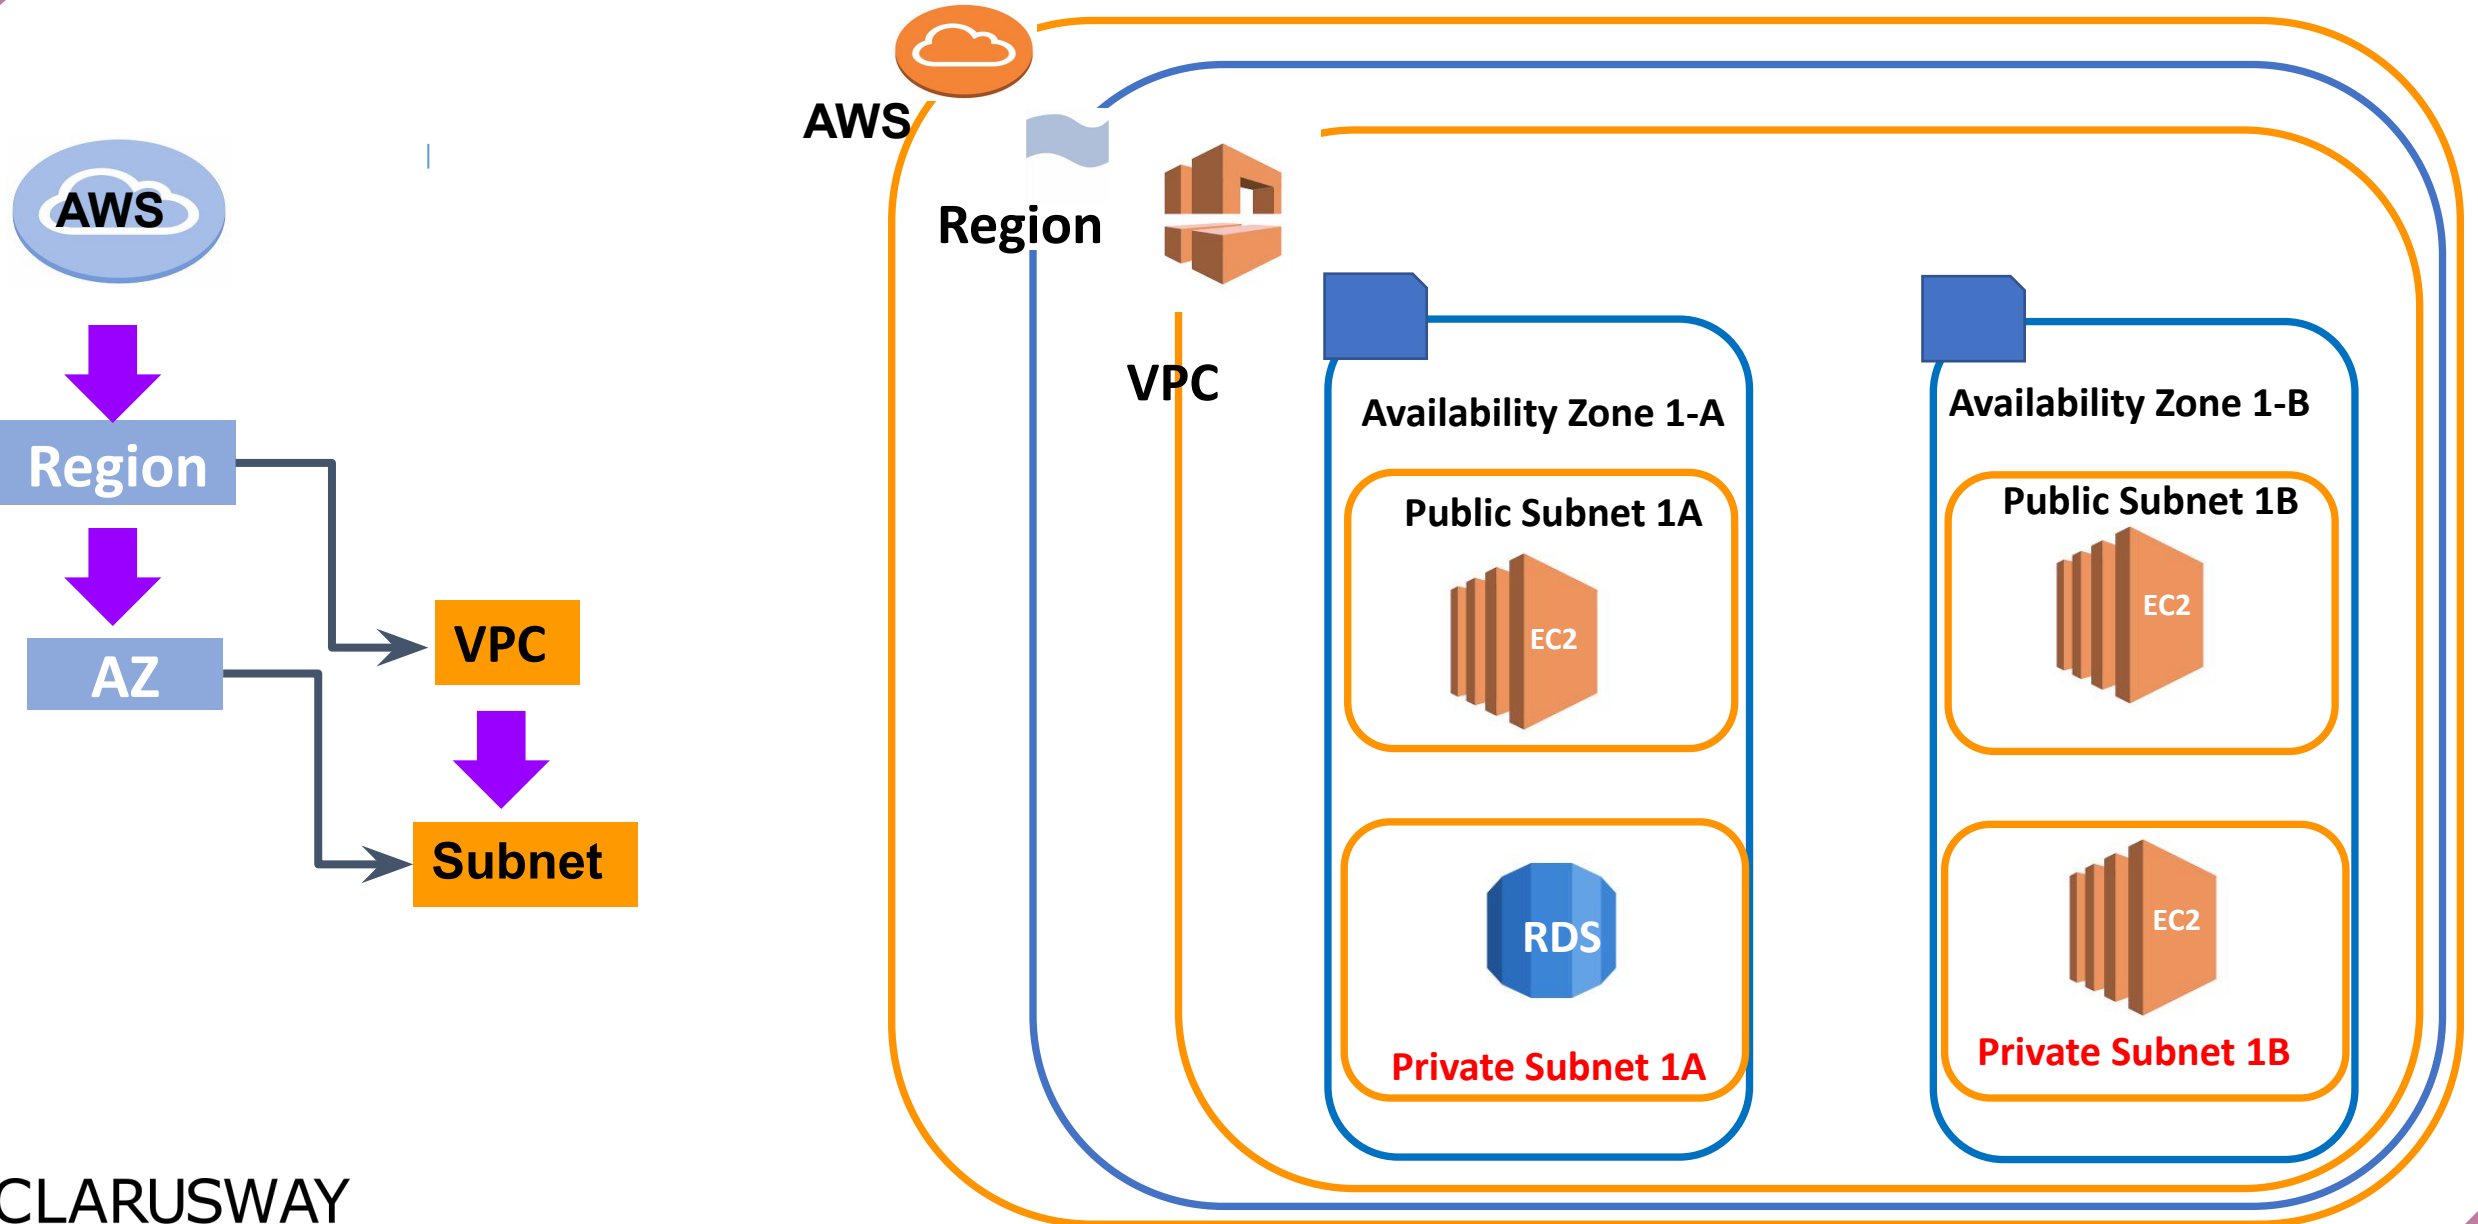 AWS
Region
AZ
VPC
Subnet
CLARUSWAY
AWS
Region
VPC
Availability Zone 1-A
Public Subnet 1A
EC2
RDS
Private Subnet 1A
Availability Zone 1-B
Public Subnet 1B
EC2
EC2
Private Subnet 1B